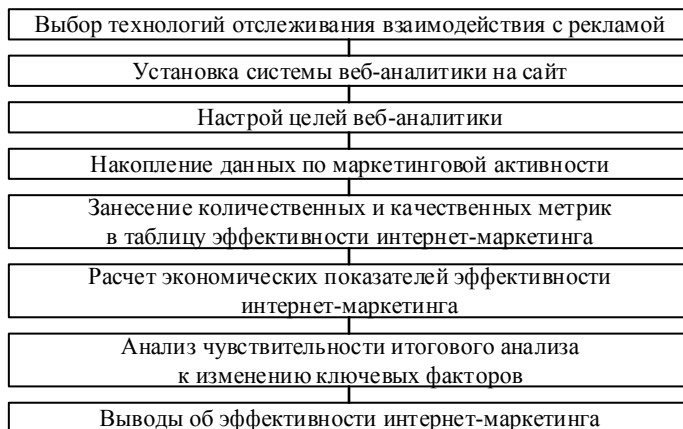 Выбор технологий отслеживания взаимодействия с рекламой
Установка системы веб-аналитики на сайт
Настрой целей веб-аналитики
Накопление данных по маркетинговой активности
Занесение количественных и качественных метрик
в таблицу эффективности интернет-маркетинга
Расчет экономических показателей эффективности
интернет-маркетинга
Анализ чувствительности итогового анализа
к изменению ключевых факторов
Выводы об эффективности интернет-маркетинга